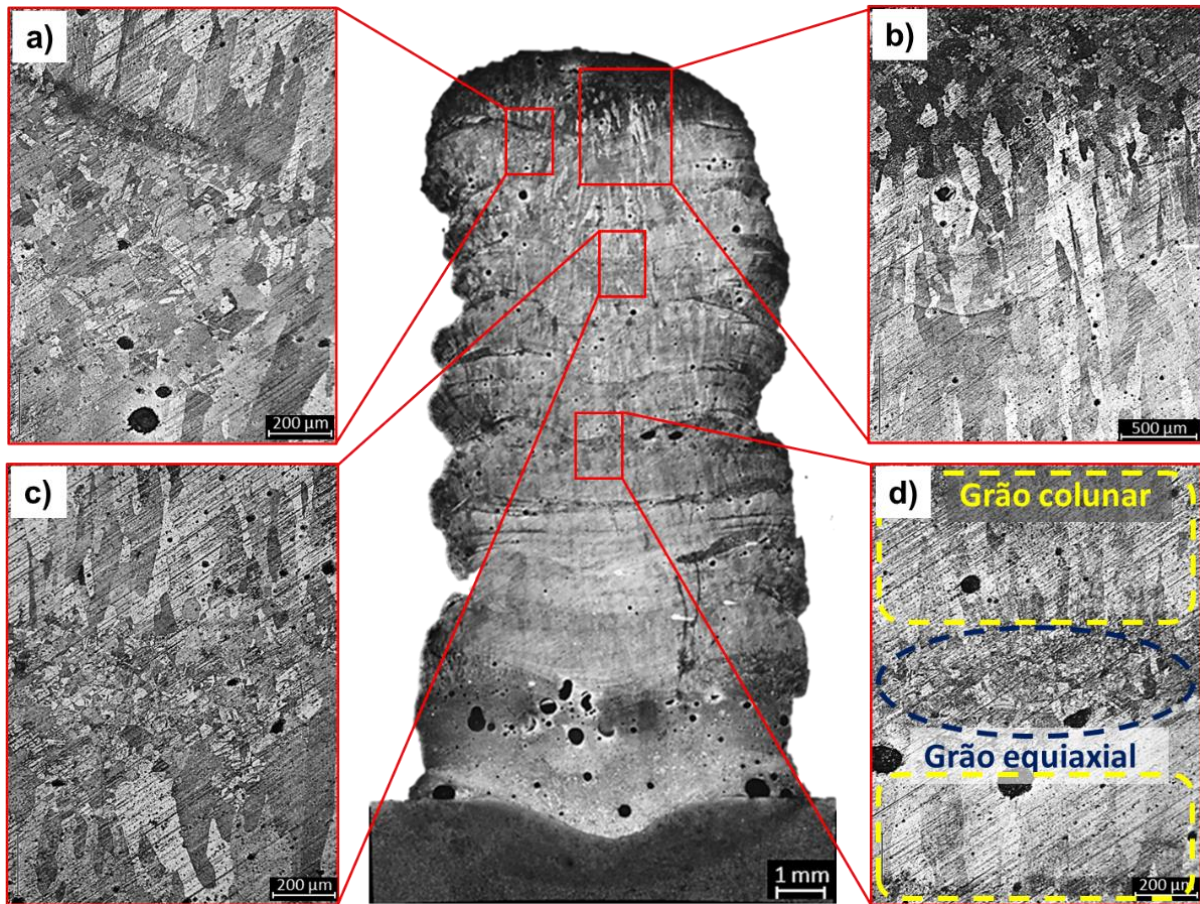 a)
200 µm
b)
500 µm
c)
200 µm
1 mm
d)
Grão colunar
Grão equiaxial
200 µm